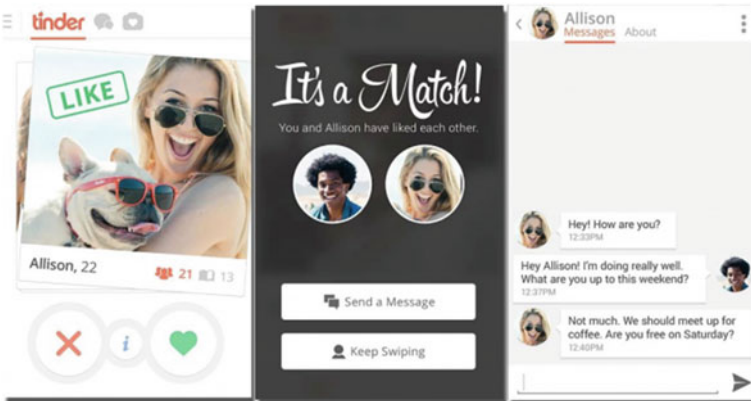 tinder
LIKE
Allison, 22
21
13
i
It's a Match!
You and Allison have liked each other.
Send a Message
Keep Swiping
Allison
Messages About
Hey! How are you?
12:33PM
Hey Allison! I'm doing really well.
What are you up to this weekend?
12:37PM
Not much. We should meet up for
coffee. Are you free on Saturday?
12:40PM